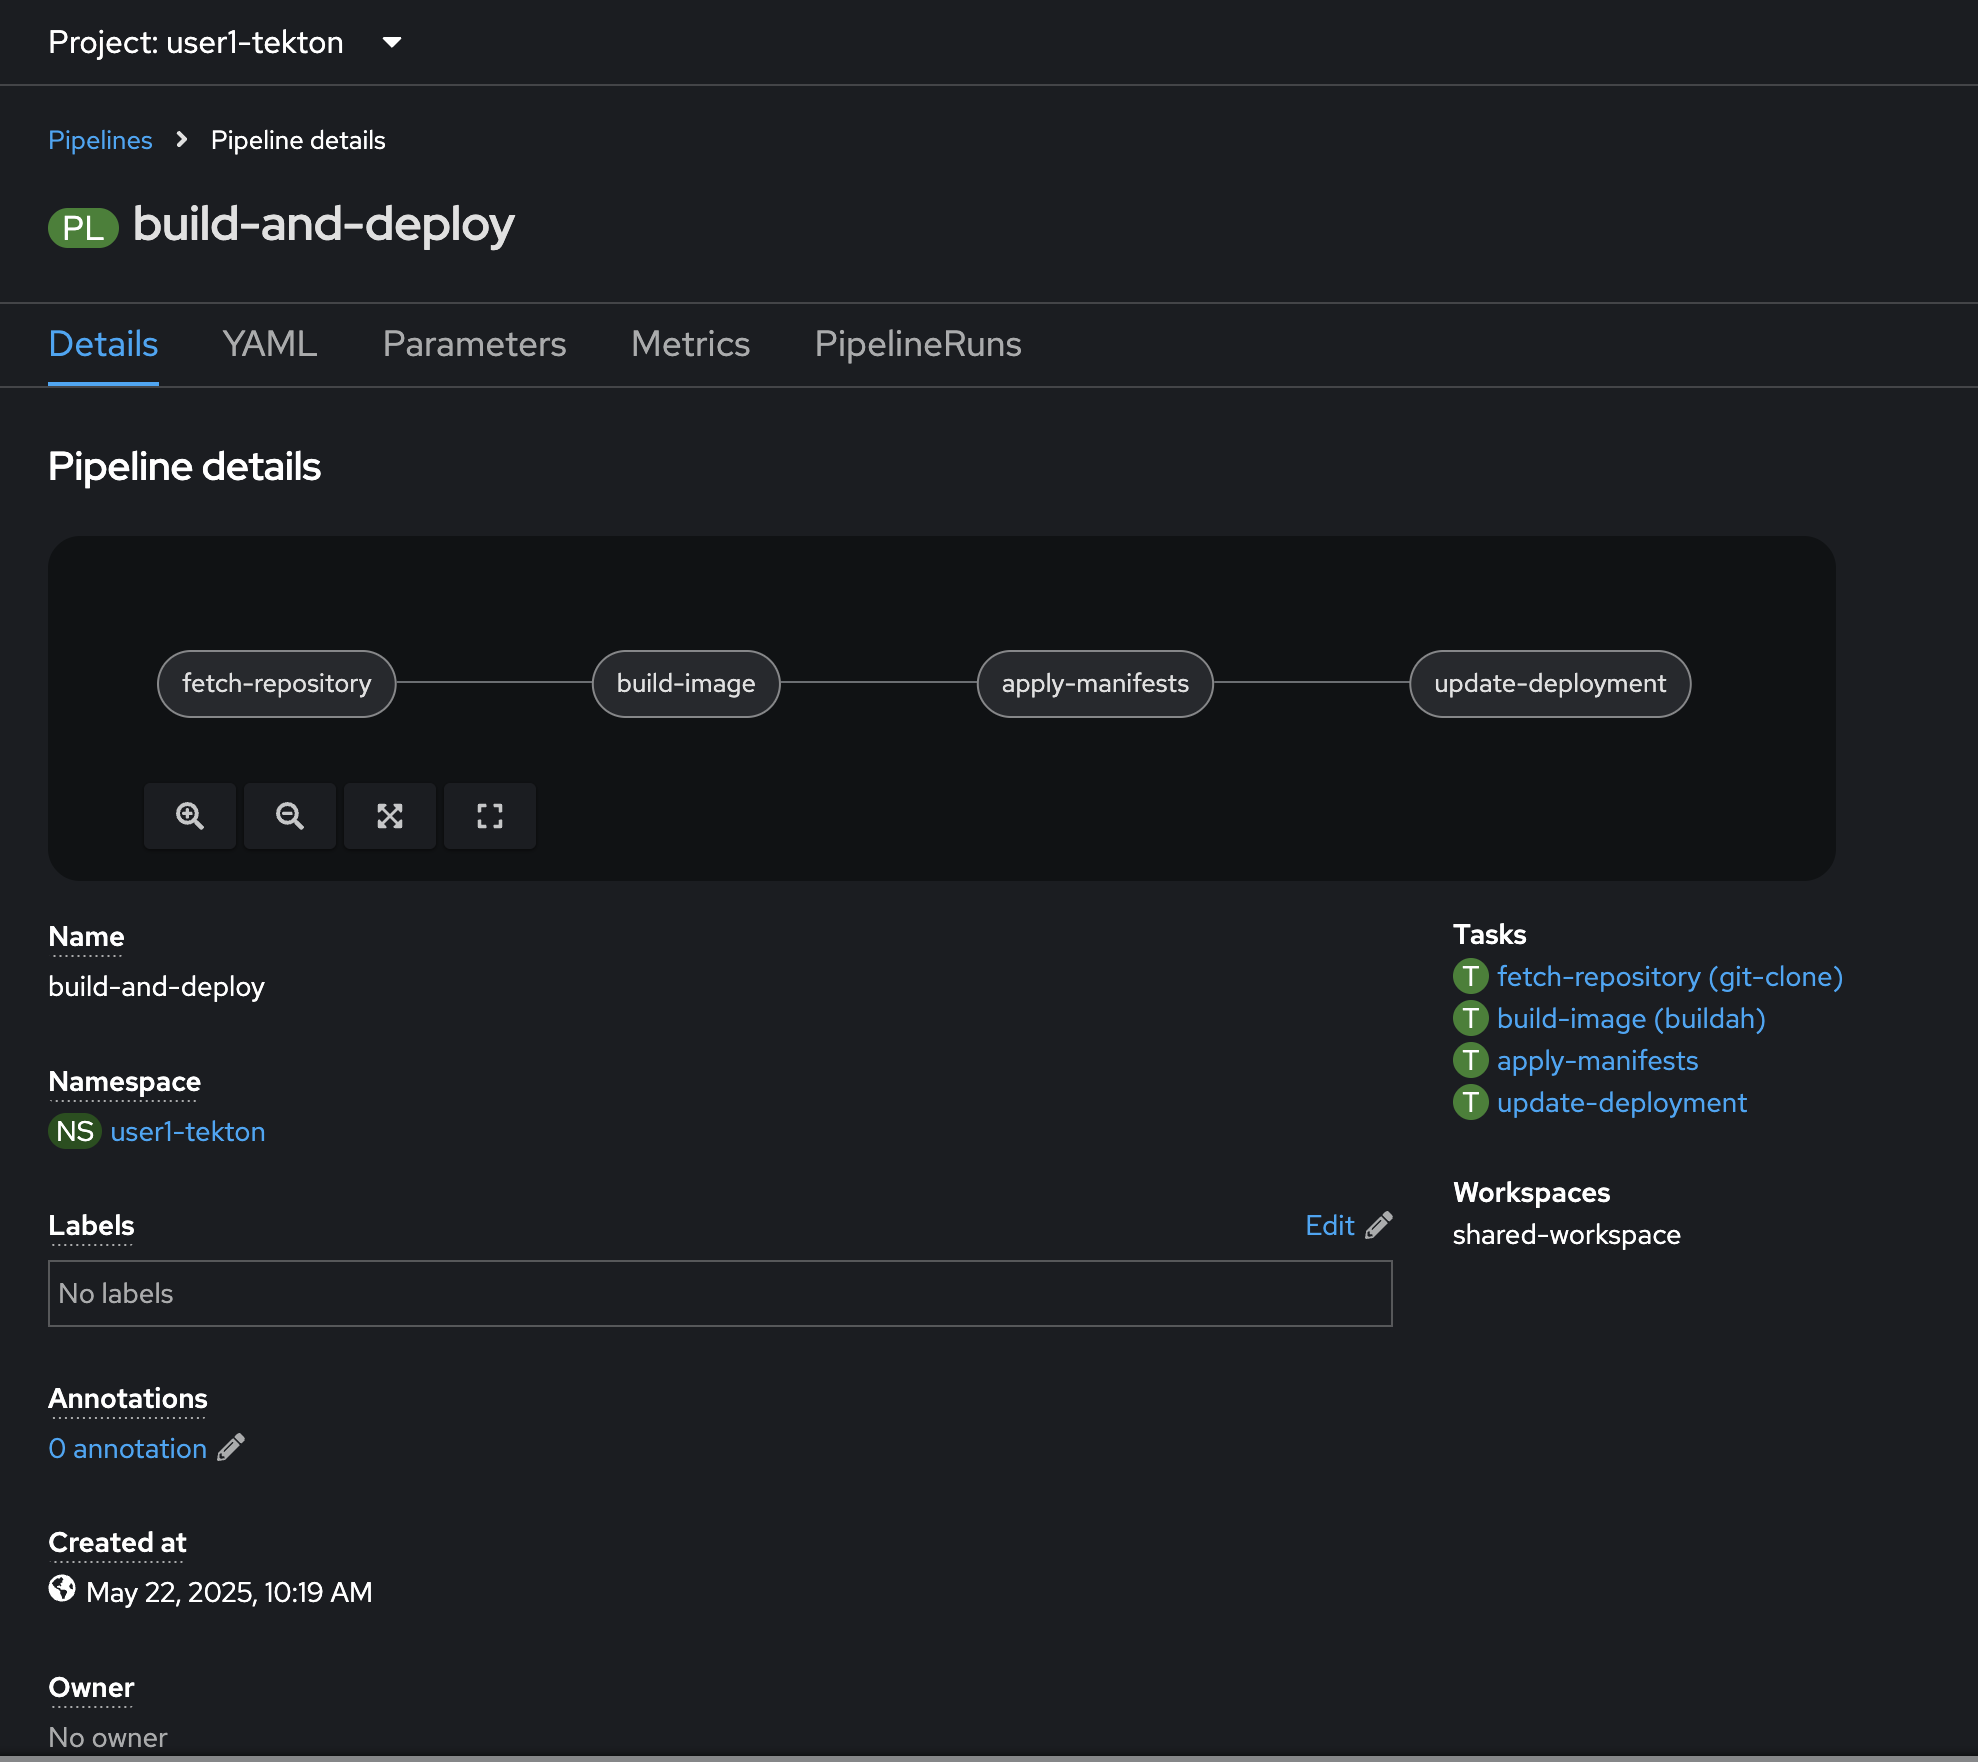 Project: user1-tekton
Pipelines > Pipeline details
PL build-and-deploy
Details YAML Parameters Metrics PipelineRuns
Pipeline details
fetch-repository build-image apply-manifests update-deployment
Name
build-and-deploy
Namespace
NS user1-tekton
Labels Edit
No labels
Annotations
0 annotation
Created at
May 22, 2025, 10:19 AM
Owner
No owner
Tasks
T fetch-repository (git-clone)
T build-image (buildah)
T apply-manifests
T update-deployment
Workspaces
shared-workspace